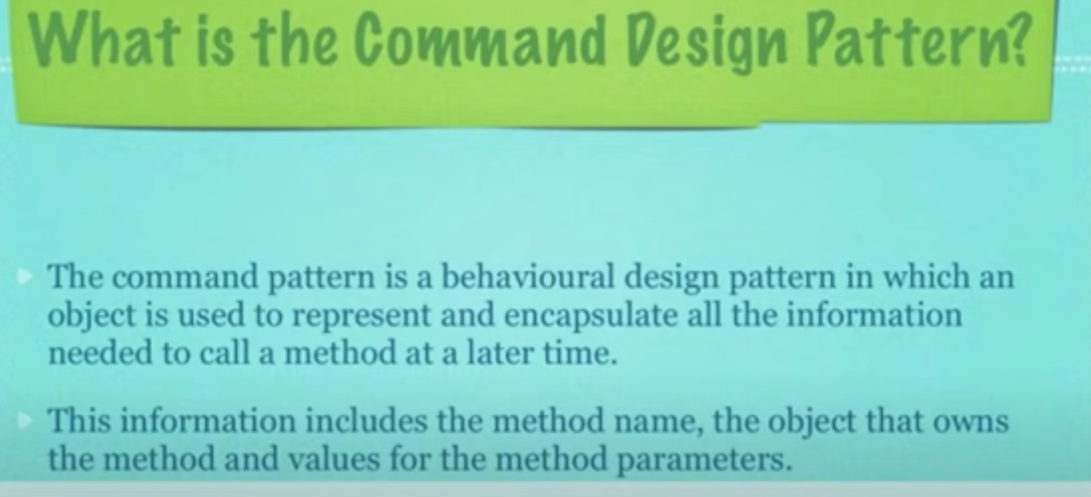 What is the Command Design Pattern?
The command pattern is a behavioural design pattern in which an
object is used to represent and encapsulate all the information
needed to call a method at a later time.
This information includes the method name, the object that owns
the method and values for the method parameters.